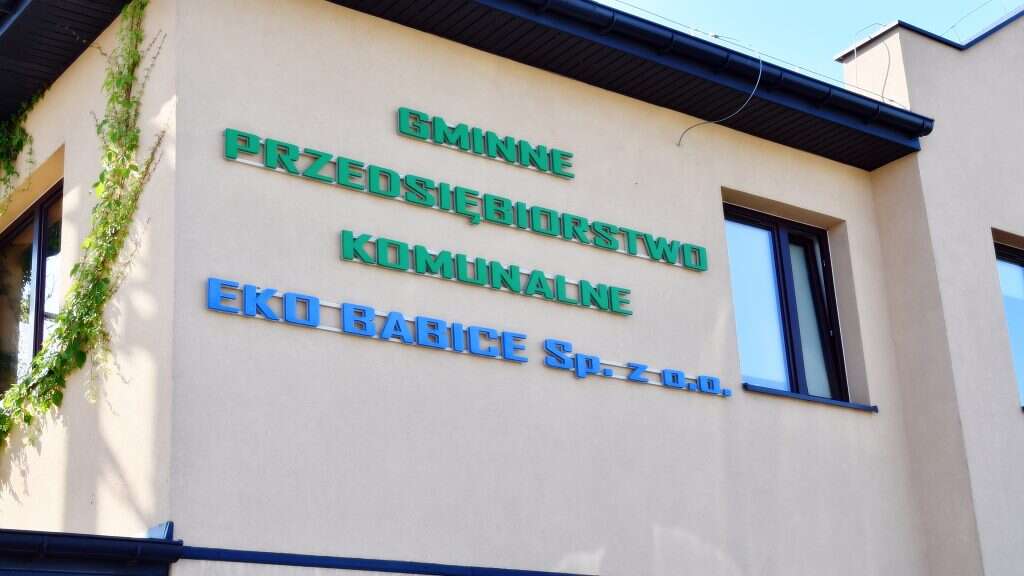 GMINNE
PRZEDSIĘBIORSTWO
KOMUNALNE
EKO BABICE Sp. z o.o.